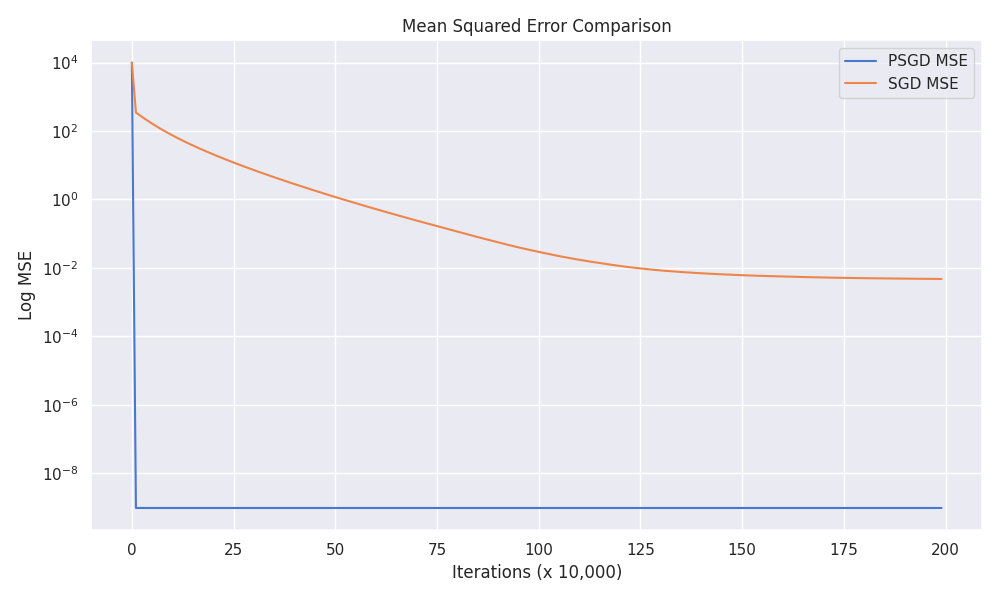 Mean Squared Error Comparison
PSGD MSE
SGD MSE
Log MSE
10^4
10^2
10^0
10^−2
10^−4
10^−6
10^−8
0 25 50 75 100 125 150 175 200
Iterations (x 10,000)